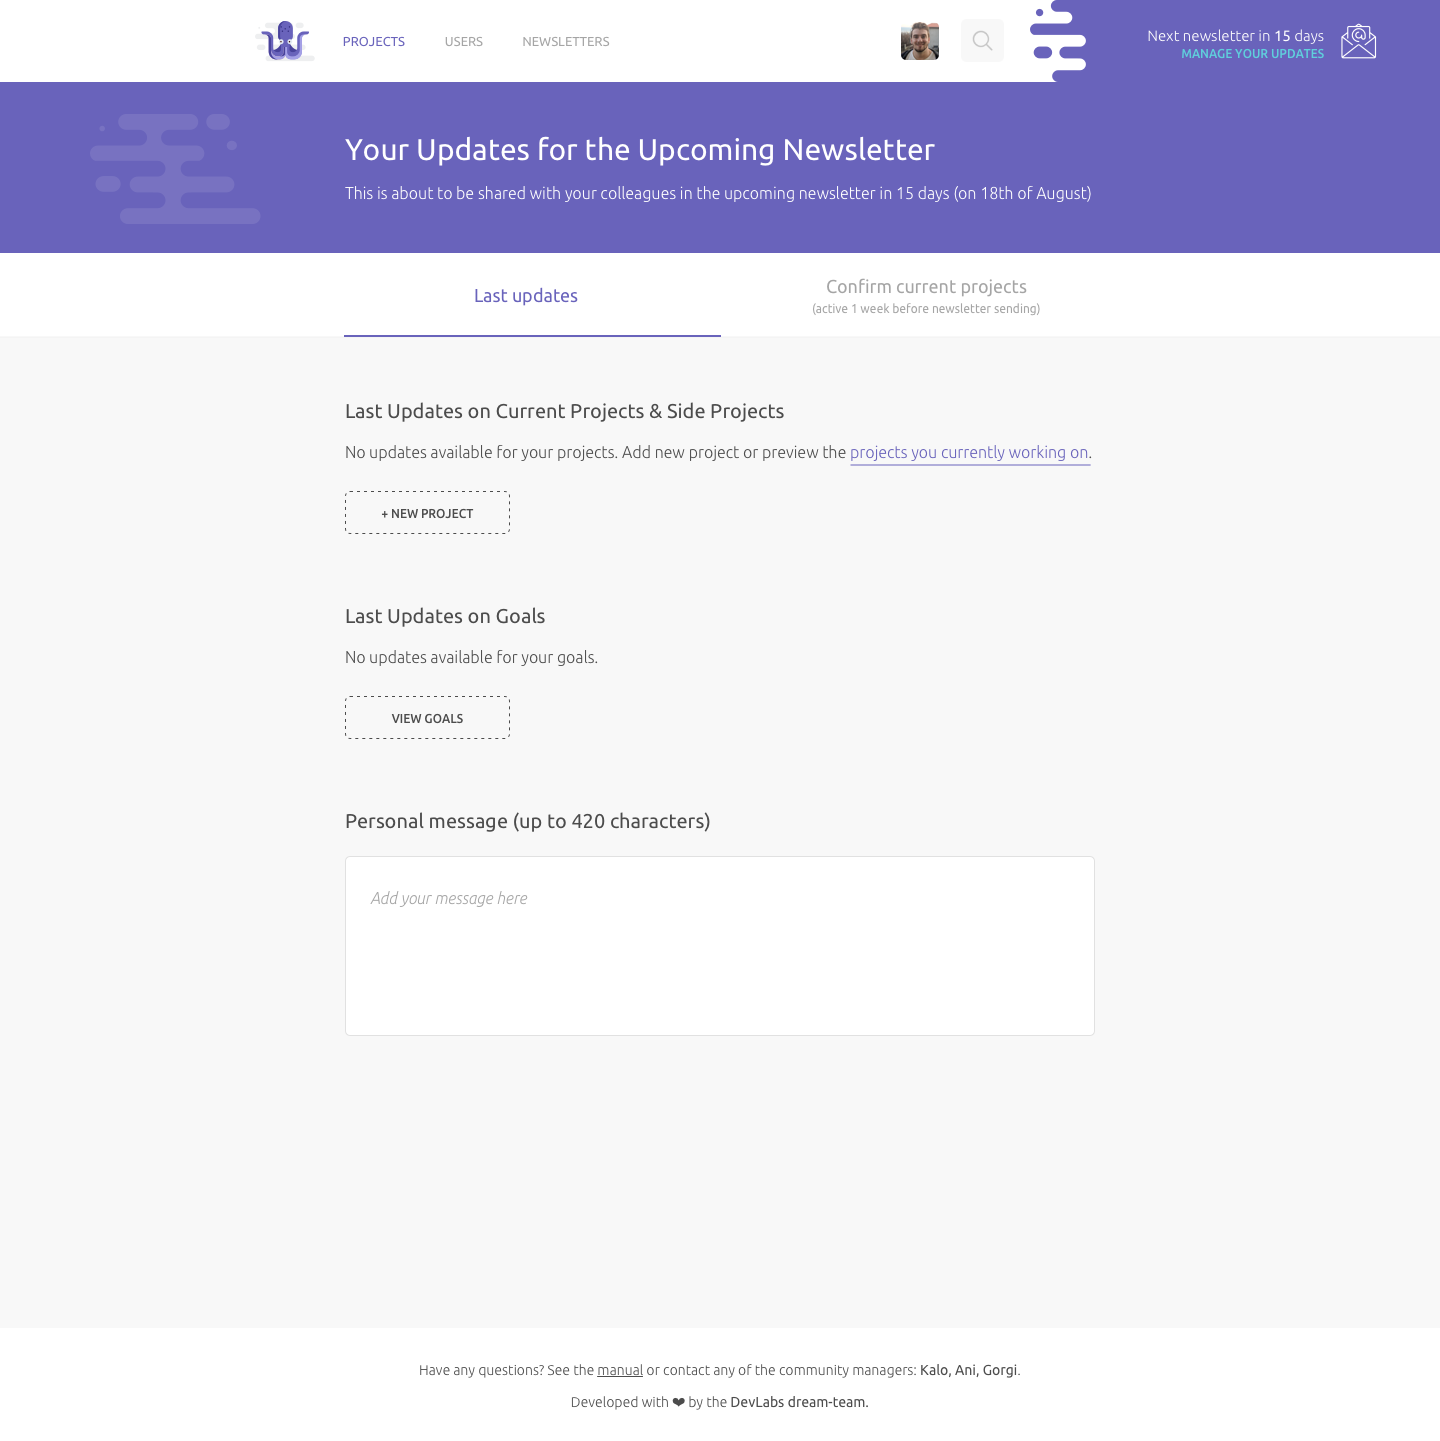 PROJECTS USERS NEWSLETTERS
Next newsletter in 15 days
MANAGE YOUR UPDATES
Your Updates for the Upcoming Newsletter
This is about to be shared with your colleagues in the upcoming newsletter in 15 days (on 18th of August)
Last updates
Confirm current projects
(active 1 week before newsletter sending)
Last Updates on Current Projects & Side Projects
No updates available for your projects. Add new project or preview the projects you currently working on.
+ NEW PROJECT
Last Updates on Goals
No updates available for your goals.
VIEW GOALS
Personal message (up to 420 characters)
Add your message here
Have any questions? See the manual or contact any of the community managers: Kalo, Ani, Gorgi.
Developed with ❤ by the DevLabs dream-team.